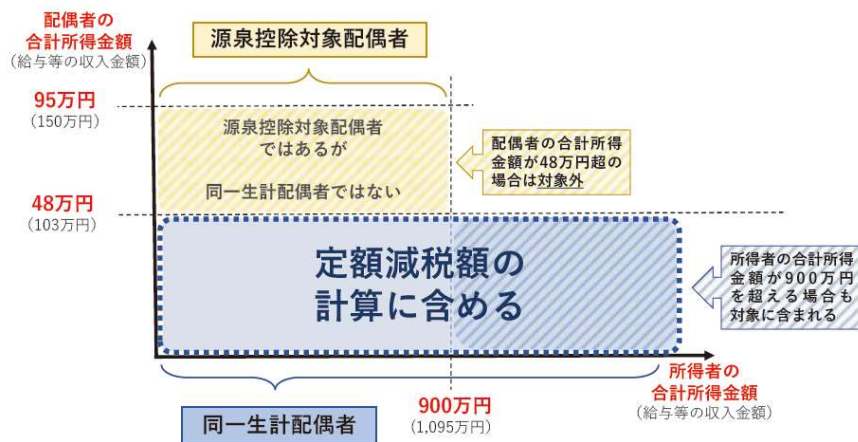 配偶者の
合計所得金額
（給与等の収入金額）
源泉控除対象配偶者
95万円
（150万円）
源泉控除対象配偶者
ではあるが
同一生計配偶者ではない
配偶者の合計所得
金額が48万円超の
場合は対象外
48万円
（103万円）
定額減税額の
計算に含める
所得者の合計所得
金額が900万円
を超える場合も
対象に含まれる
所得者の
合計所得金額
（給与等の収入金額）
900万円
（1,095万円）
同一生計配偶者